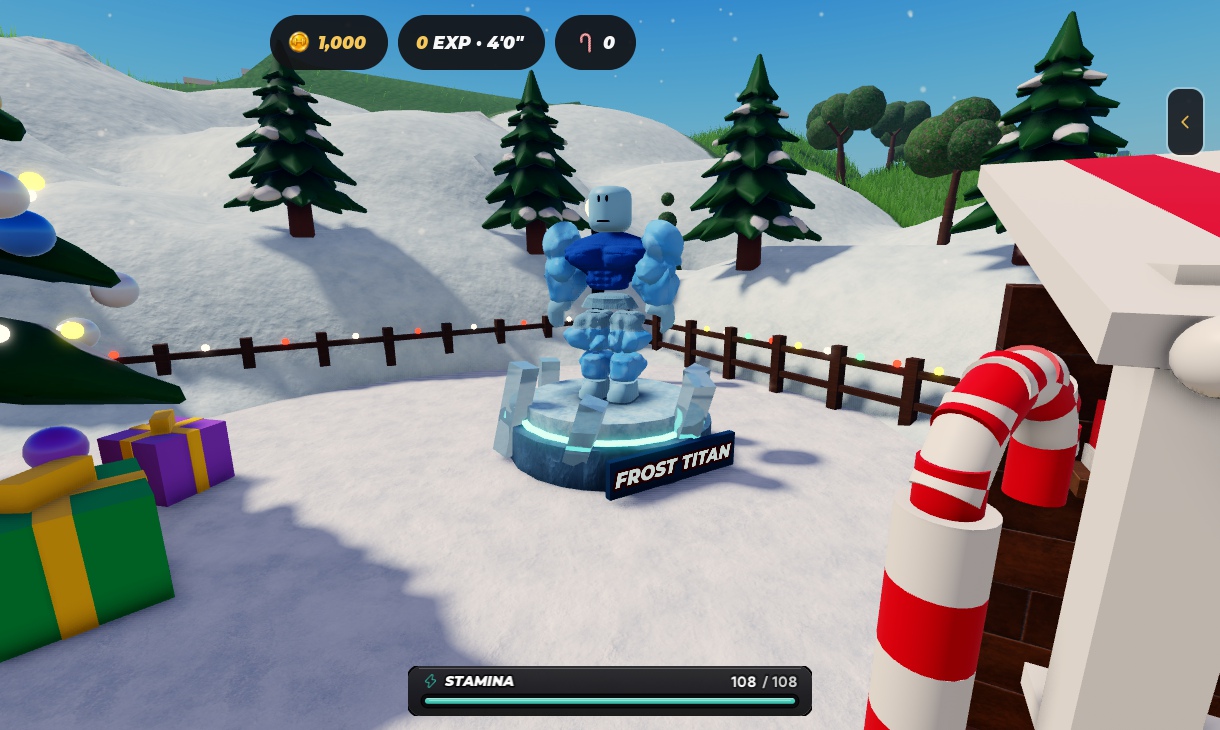 1,000
0 EXP · 4'0"
0
FROST TITAN
STAMINA
108 / 108